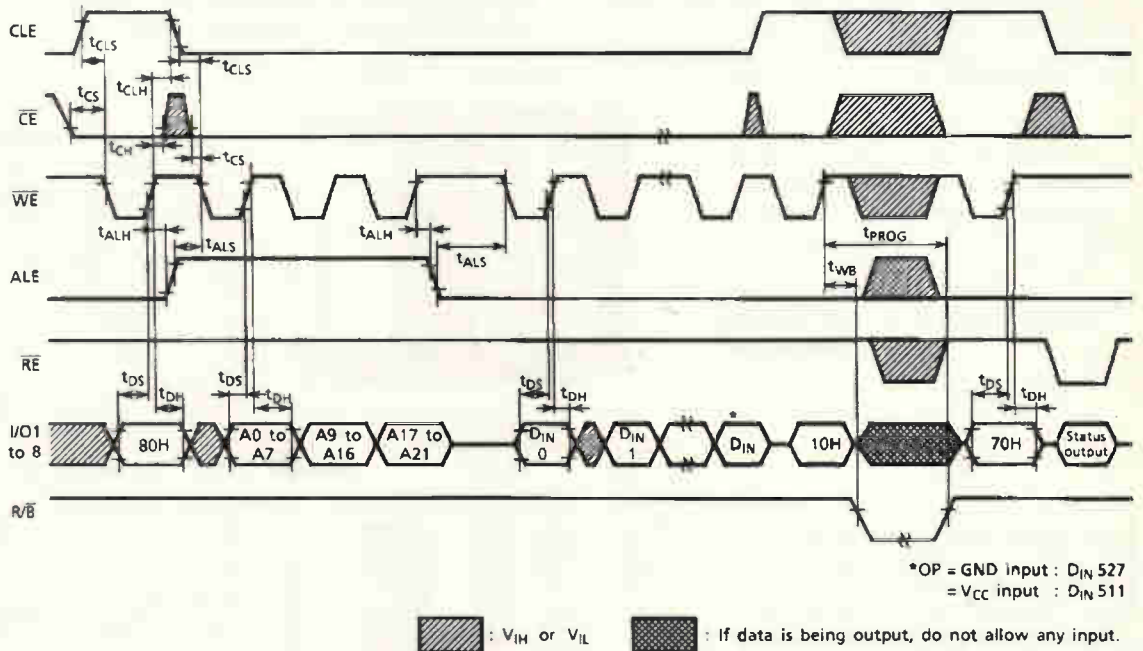 CLE
tCLS
tCLS
tCLH
tCS
CE
tCH
tCS
WE
tALH
tALS
tALH
tALS
tPROG
ALE
tWB
RE
tDS
tDH
tDS
tDH
tDS
tDH
tDS
tDH
I/O1
to 8
80H
A0 to
A7
A9 to
A16
A17 to
A21
DIN
0
DIN
1
*
DIN
10H
70H
Status
output
R/B
*OP = GND input : DIN 527
= VCC input : DIN 511
: VIH or VIL
: If data is being output, do not allow any input.